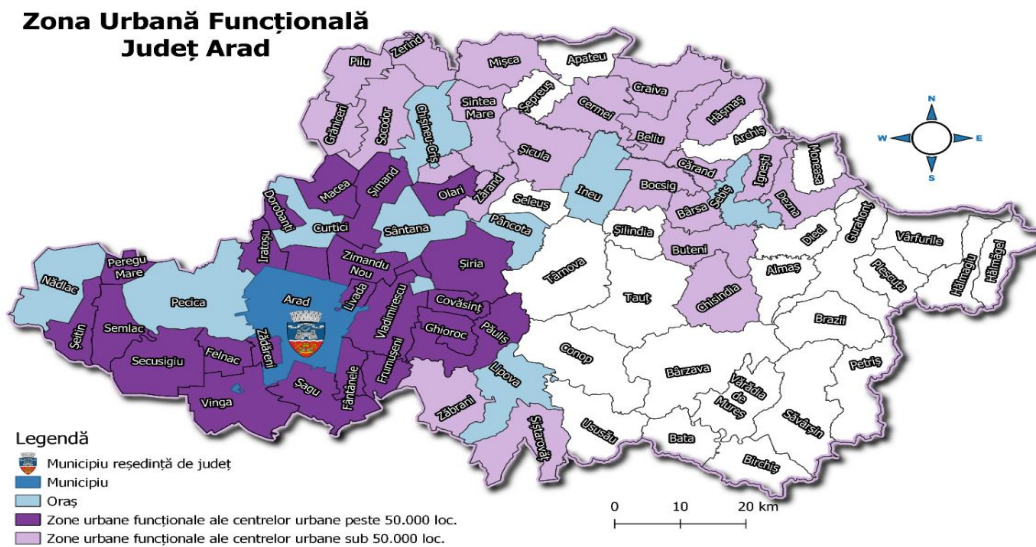 Zona Urbană Funcțională
Județ Arad
Zerind
Pilu
Mișca
Apateu
Grăniceri
Socodor
Chișineu-Criș
Sintea
Mare
Șepreuș
Cermei
Craiva
Hășmaș
Beliu
Archiș
Șicula
Cărand
Ignești
Moneasa
Macea
Șimand
Olari
Zărand
Ineu
Bocsig
Sebiș
Dezna
Dorobanți
Curtici
Sântana
Seleuș
Bârsa
Pâncota
Șilindia
Buteni
Dieci
Gurahonț
Vârfurile
Iratoșu
Zimandu
Nou
Șiria
Târnova
Almaș
Pleșcuța
Hălmagiu
Hălmăgel
Peregu
Mare
Nădlac
Pecica
Arad
Livada
Vladimirescu
Covăsinț
Tauț
Chisindia
Brazii
Șeitin
Semlac
Ghioroc
Păuliș
Secusigiu
Felnac
Zădăreni
Frumușeni
Conop
Petriș
Vinga
Șagu
Fântânele
Lipova
Bârzava
Vărădia
de
Mureș
Săvârșin
Zăbrani
Șiștarovăț
Ususău
Bata
Birchiș
N
W
E
S
Legendă
Municipiu reședință de județ
Municipiu
Oraș
Zone urbane funcționale ale centrelor urbane peste 50.000 loc.
Zone urbane funcționale ale centrelor urbane sub 50.000 loc.
0 10 20 km